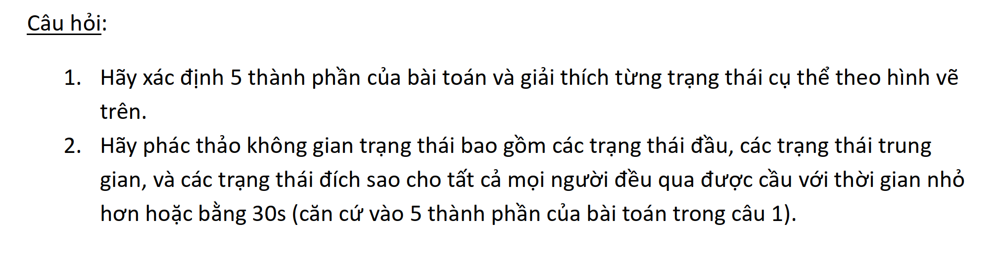 Câu hỏi:
1. Hãy xác định 5 thành phần của bài toán và giải thích từng trạng thái cụ thể theo hình vẽ
trên.
2. Hãy phác thảo không gian trạng thái bao gồm các trạng thái đầu, các trạng thái trung
gian, và các trạng thái đích sao cho tất cả mọi người đều qua được cầu với thời gian nhỏ
hơn hoặc bằng 30s (căn cứ vào 5 thành phần của bài toán trong câu 1).